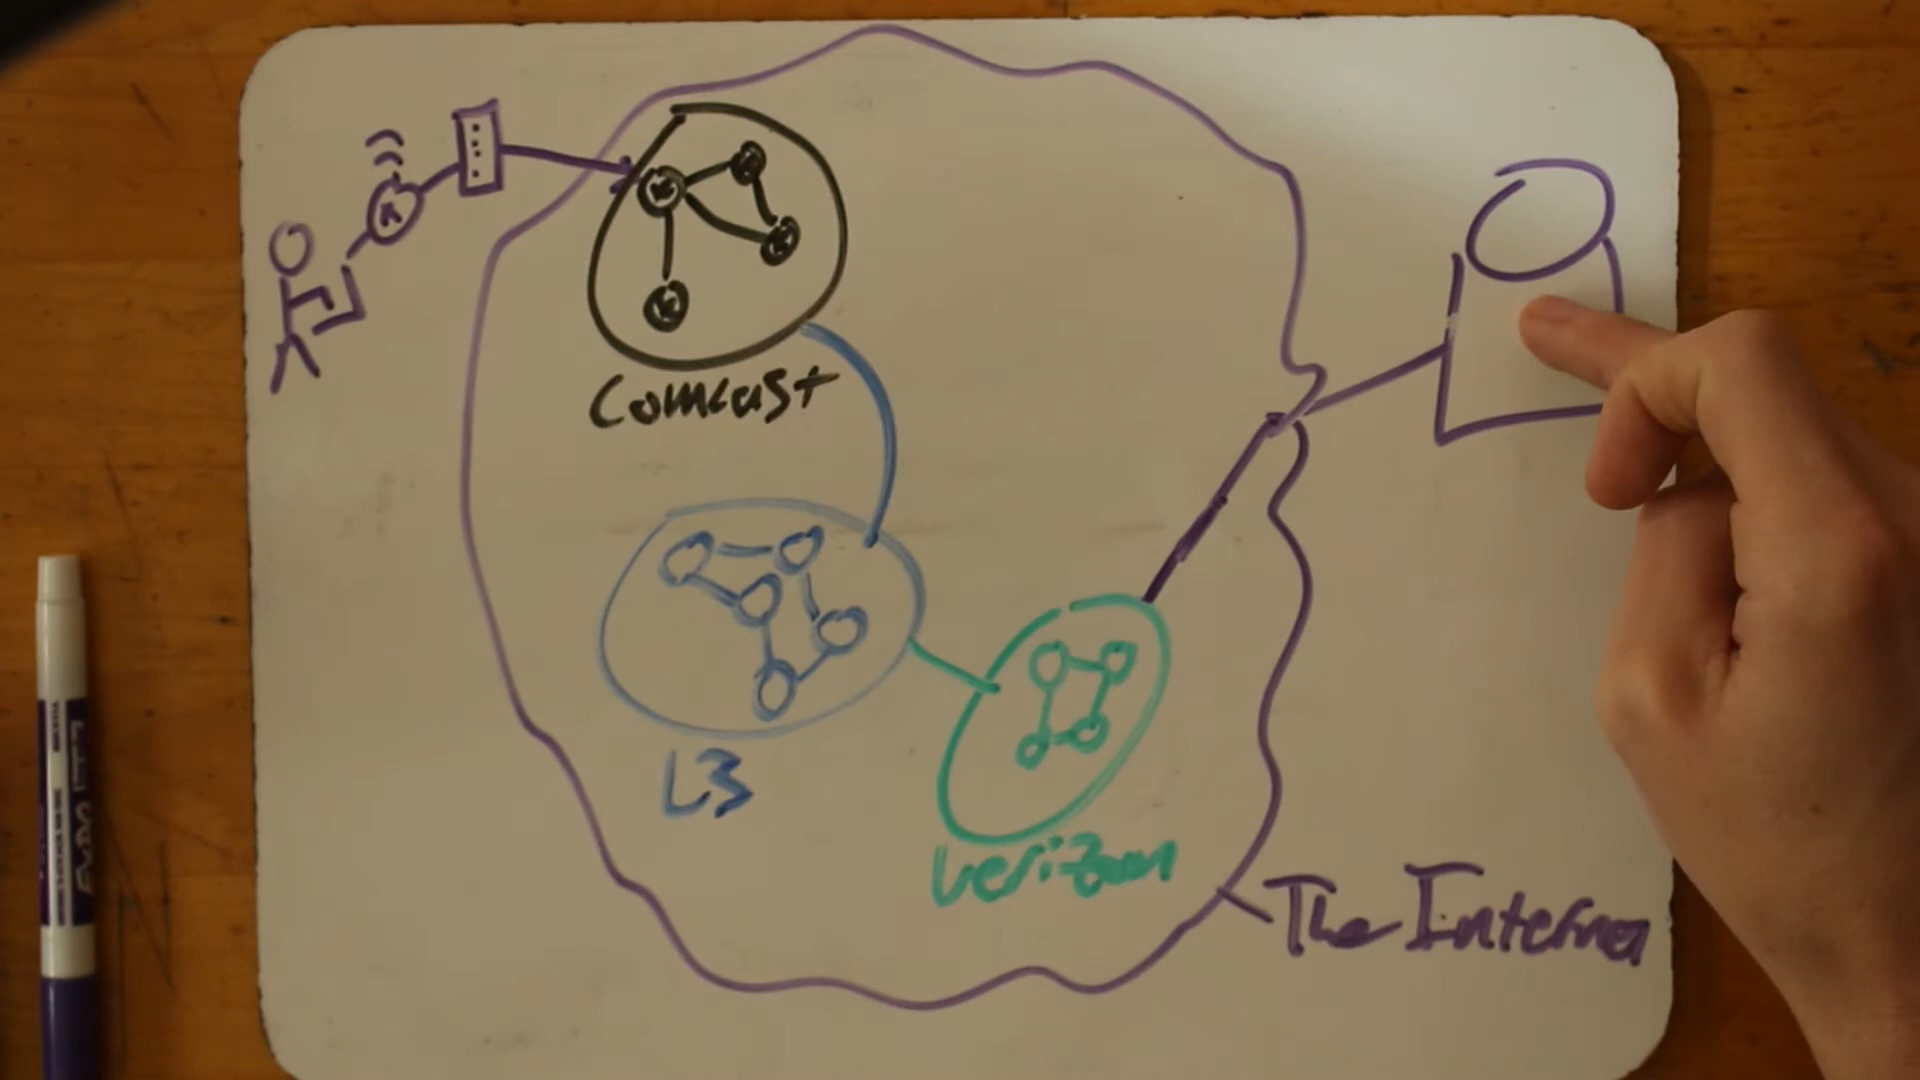 Comcast
L3
Verizon
The Internet